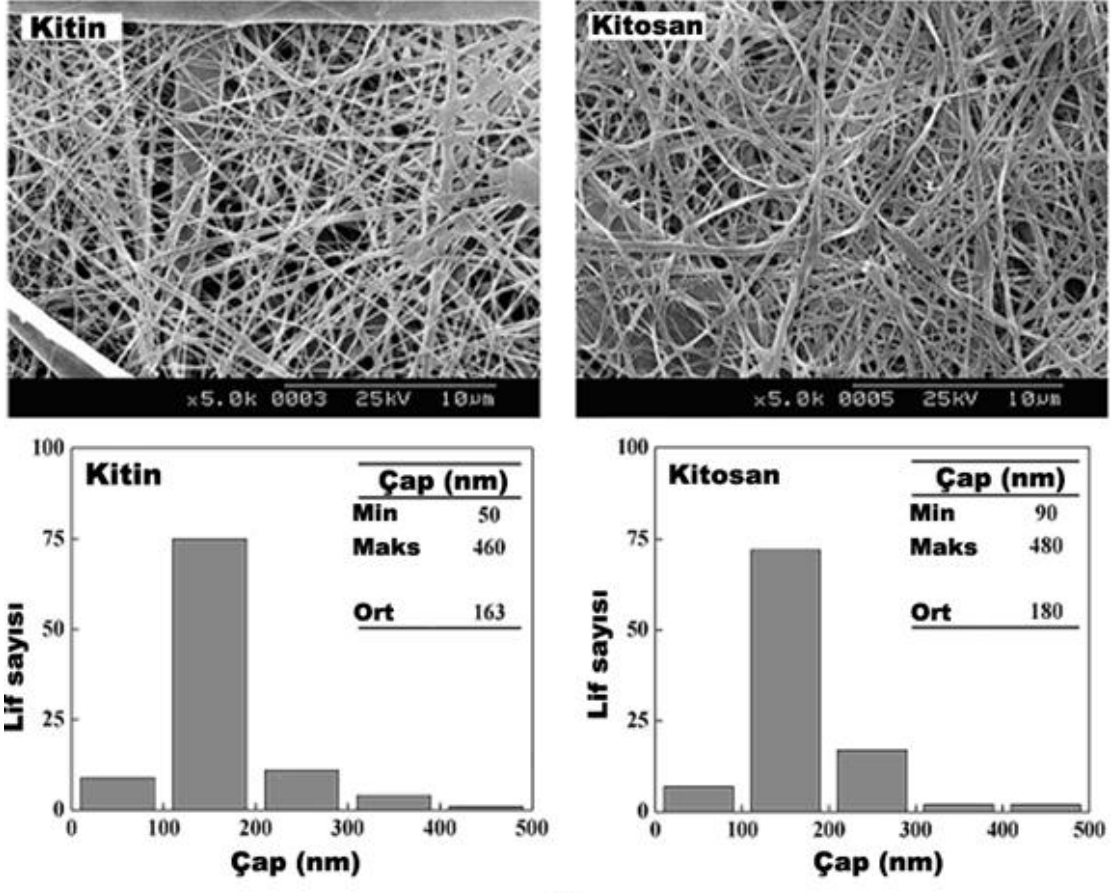 Kitin
x5.0k 0003 25kV 10µm
Kitosan
x5.0k 0005 25kV 10µm
Kitin
Çap (nm)
Min 50
Maks 460
Ort 163
Lif sayısı
100
75
50
25
0
0 100 200 300 400 500
Çap (nm)
Kitosan
Çap (nm)
Min 90
Maks 480
Ort 180
Lif sayısı
100
75
50
25
0
0 100 200 300 400 500
Çap (nm)